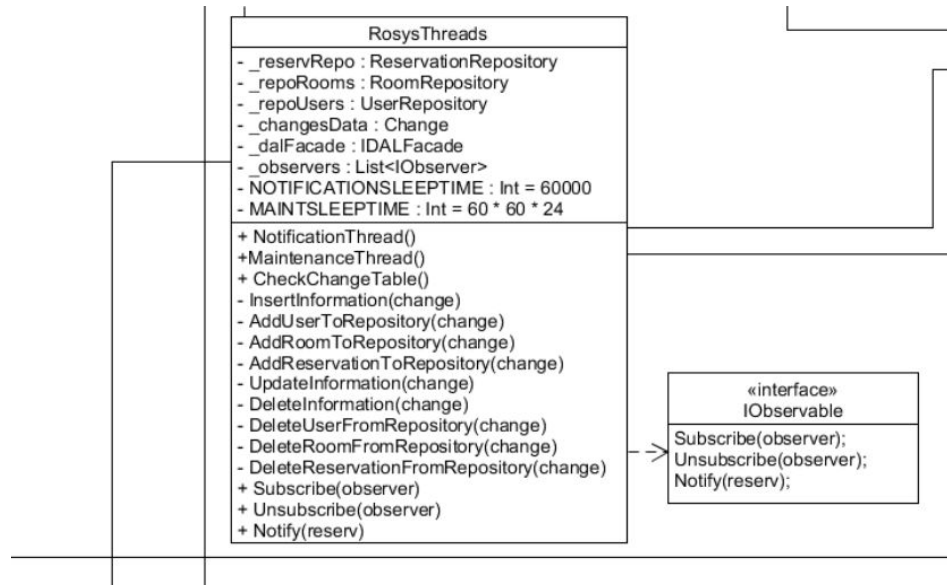 RosysThreads
- _reservRepo : ReservationRepository
- _repoRooms : RoomRepository
- _repoUsers : UserRepository
- _changesData : Change
- _dalFacade : IDALFacade
- _observers : List<IObserver>
- NOTIFICATIONSLEEPTIME : Int = 60000
- MAINTSLEEPTIME : Int = 60 * 60 * 24
+ NotificationThread()
+MaintenanceThread()
+ CheckChangeTable()
- InsertInformation(change)
- AddUserToRepository(change)
- AddRoomToRepository(change)
- AddReservationToRepository(change)
- UpdateInformation(change)
- DeleteInformation(change)
- DeleteUserFromRepository(change)
- DeleteRoomFromRepository(change)
- DeleteReservationFromRepository(change)
+ Subscribe(observer)
+ Unsubscribe(observer)
+ Notify(reserv)
«interface»
IObservable
Subscribe(observer);
Unsubscribe(observer);
Notify(reserv);